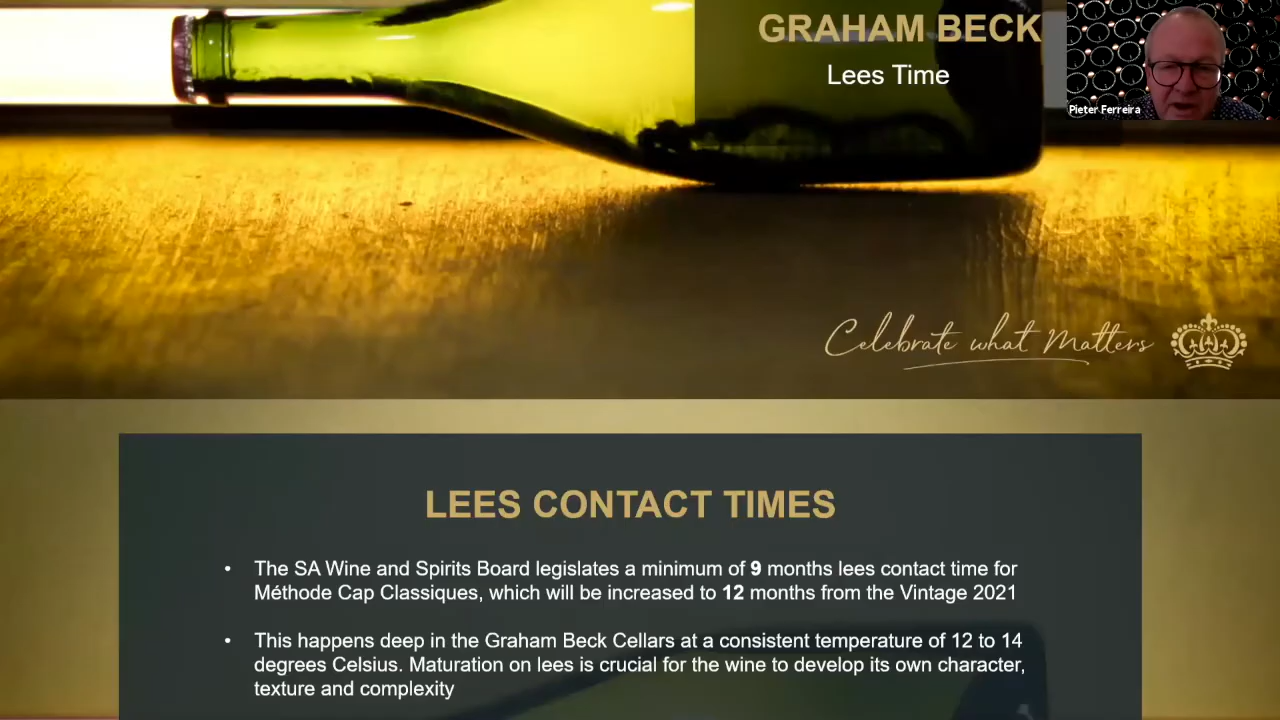 GRAHAM BECK
Lees Time
Pieter Ferreira
Celebrate what Matters
LEES CONTACT TIMES
• The SA Wine and Spirits Board legislates a minimum of 9 months lees contact time for
Méthode Cap Classiques, which will be increased to 12 months from the Vintage 2021
• This happens deep in the Graham Beck Cellars at a consistent temperature of 12 to 14
degrees Celsius. Maturation on lees is crucial for the wine to develop its own character,
texture and complexity